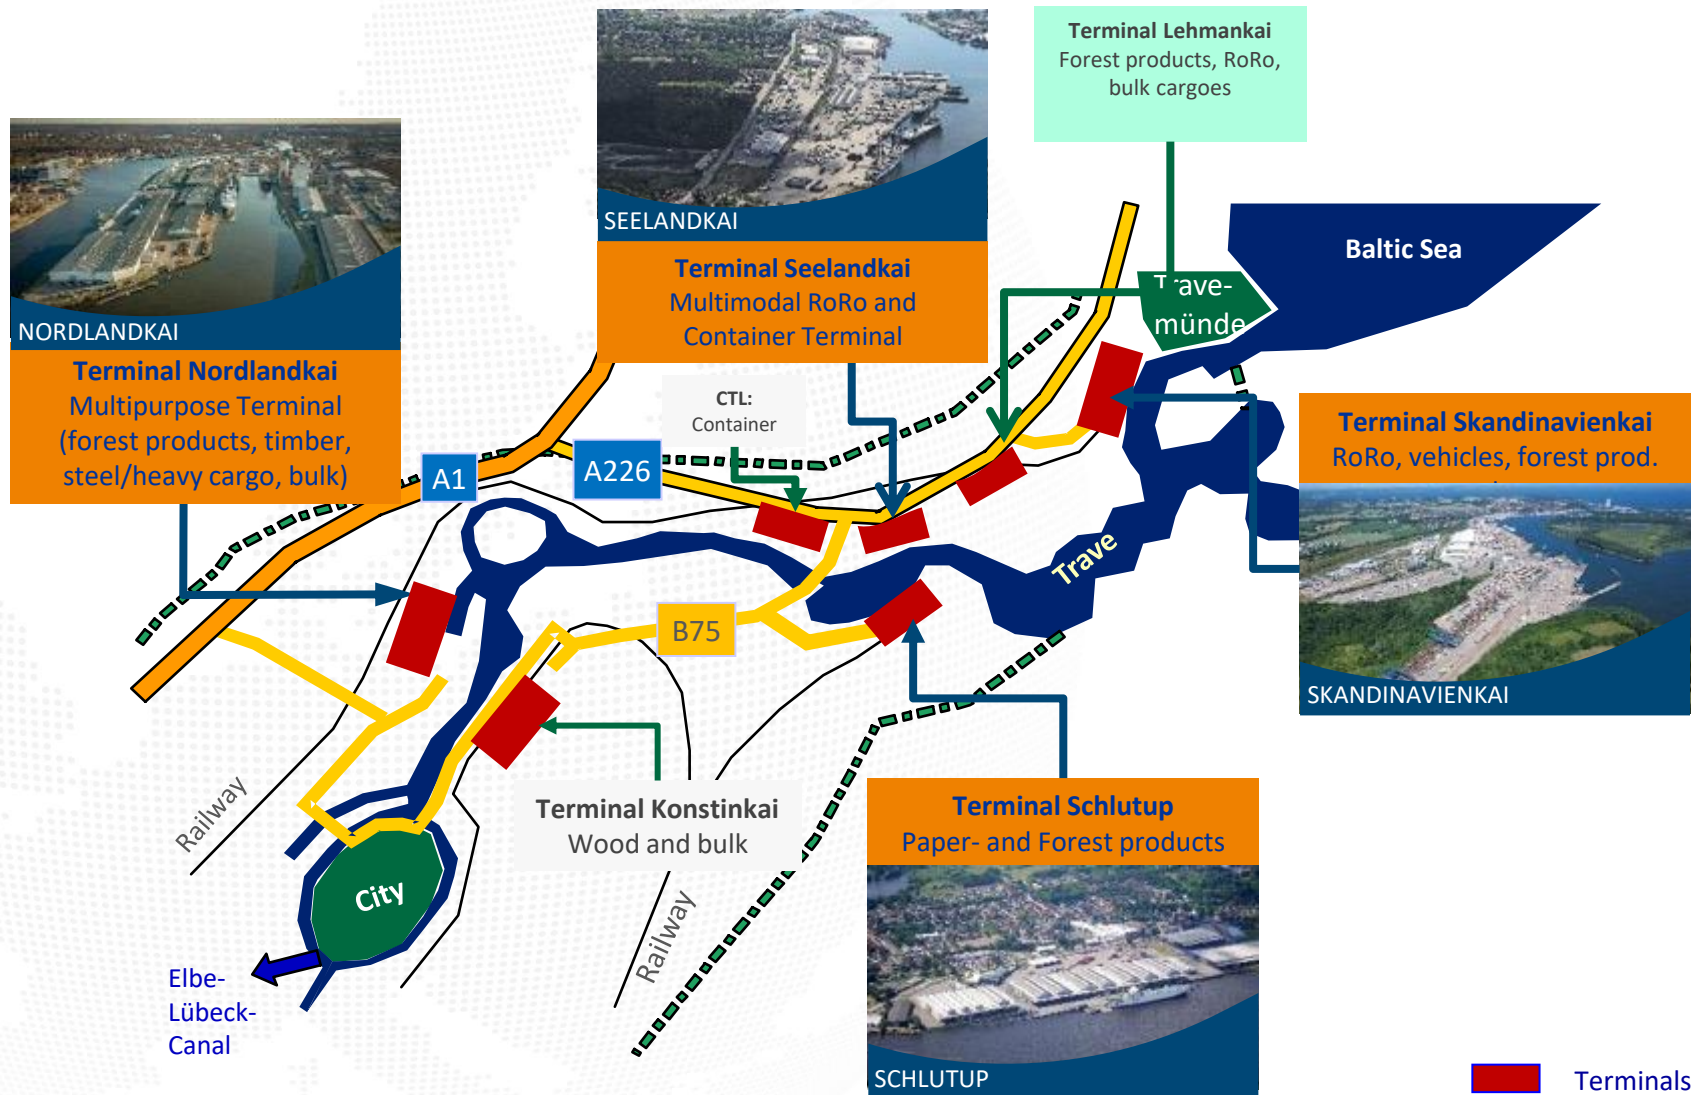 Terminal Lehmankai
Forest products, RoRo,
bulk cargoes
SEELANDKAI
Terminal Seelandkai
Multimodal RoRo and
Container Terminal
NORDLANDKAI
Terminal Nordlandkai
Multipurpose Terminal
(forest products, timber,
steel/heavy cargo, bulk)
CTL:
Container
Baltic Sea
Trave-
münde
Terminal Skandinavienkai
RoRo, vehicles, forest prod.
SKANDINAVIENKAI
A1
A226
Trave
B75
Railway
Terminal Konstinkai
Wood and bulk
Terminal Schlutup
Paper- and Forest products
SCHLUTUP
City
Railway
Elbe-
Lübeck-
Canal
Terminals